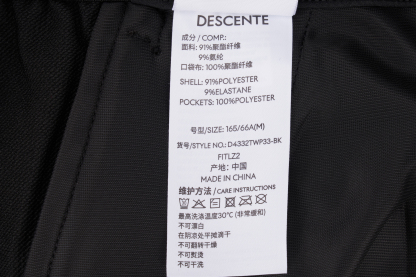 DESCENTE
成分 / COMP.:
面料: 91%聚酯纤维
9%氨纶
口袋布: 100%聚酯纤维
SHELL: 91%POLYESTER
9%ELASTANE
POCKETS: 100%POLYESTER
号型/SIZE: 165/66A(M)
货号/STYLE NO.: D4332TWP33-BK
FITLZ2
产地: 中国
MADE IN CHINA
维护方法 / CARE INSTRUCTIONS
最高洗涤温度30℃ (非常缓和)
不可漂白
在阴凉处平摊滴干
不可翻转干燥
不可熨烫
不可干洗